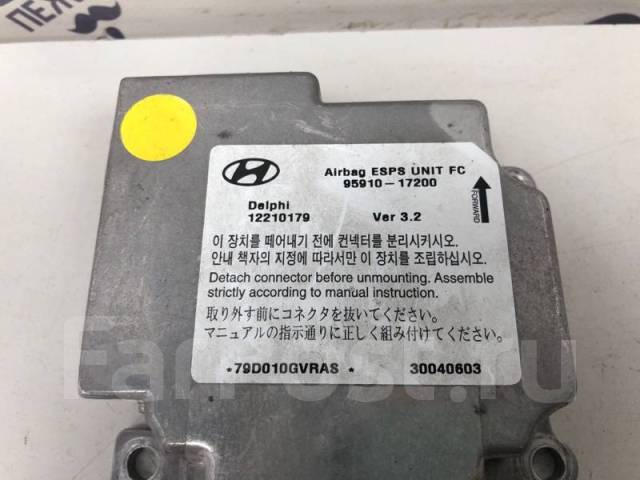 Airbag ESPS UNIT FC
95910-17200
Delphi
12210179 Ver 3.2
FORWARD
이 장치를 떼어내기 전에 컨넥터를 분리시키시오.
안내 책자의 지정에 따라서만 이 장치를 조립하십시오.
Detach connector before unmounting. Assemble
strictly according to manual instruction.
取り外す前にコネクタを抜いてください。
マニュアルの指示通りに正しく組み付けてください。
*79D010GVRAS* 30040603
FarPost.ru